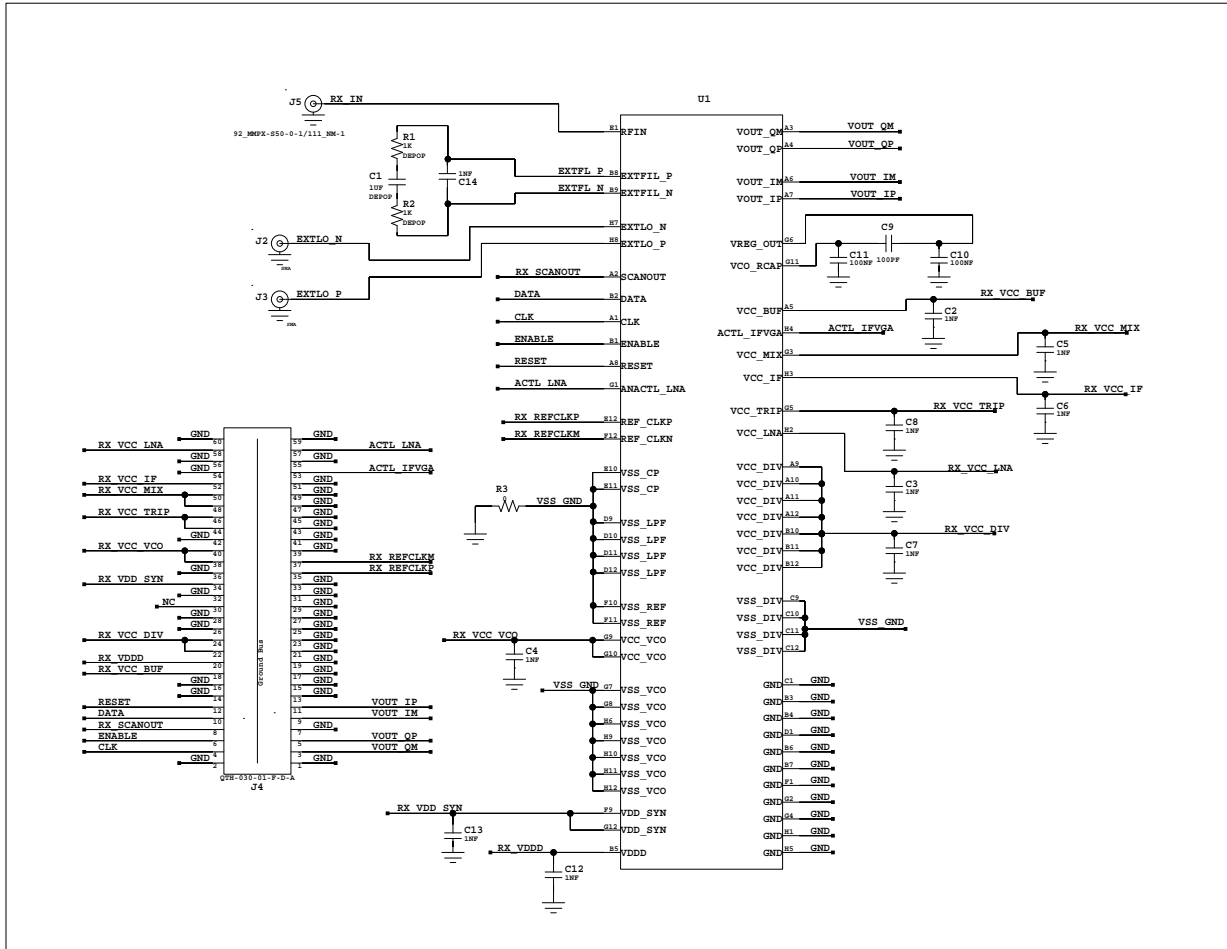 U1
J5 RX_IN
92_MMPX-S50-0-1/111_NM-1
R1
1K
DEPOP
C1
1UF
DEPOP
R2
1K
DEPOP
1NF
C14
EXTFL_P
EXTFL_N
J2 EXTLO_N
SMA
J3 EXTLO_P
SMA
RX_SCANOUT
DATA
CLK
ENABLE
RESET
ACTL_LNA
RX_REFCLKP
RX_REFCLKM
R3
0
VSS_GND
RX_VCC_VCO
C4
1NF
VSS_GND
RX_VDD_SYN
C13
1NF
RX_VDDD
C12
1NF
E1 RFIN
B8 EXTFIL_P
B9 EXTFIL_N
H7 EXTLO_N
H8 EXTLO_P
A2 SCANOUT
B2 DATA
A1 CLK
B1 ENABLE
A8 RESET
G1 ANACTL_LNA
E12 REF_CLKP
F12 REF_CLKN
E10 VSS_CP
E11 VSS_CP
D9 VSS_LPF
D10 VSS_LPF
D11 VSS_LPF
D12 VSS_LPF
F10 VSS_REF
F11 VSS_REF
G9 VCC_VCO
G10 VCC_VCO
G7 VSS_VCO
G8 VSS_VCO
H6 VSS_VCO
H9 VSS_VCO
H10 VSS_VCO
H11 VSS_VCO
H12 VSS_VCO
F9 VDD_SYN
G12 VDD_SYN
B5 VDDD
VOUT_QM A3 VOUT_QM
VOUT_QP A4 VOUT_QP
VOUT_IM A6 VOUT_IM
VOUT_IP A7 VOUT_IP
VREG_OUT G6
VCO_RCAP G11
C11
100NF
C9
100PF
C10
100NF
VCC_BUF A5 RX_VCC_BUF
C2
1NF
ACTL_IFVGA H4 ACTL_IFVGA
VCC_MIX G3 RX_VCC_MIX
C5
1NF
VCC_IF H3 RX_VCC_IF
C6
1NF
VCC_TRIP G5 RX_VCC_TRIP
C8
1NF
VCC_LNA H2 RX_VCC_LNA
C3
1NF
VCC_DIV A9
VCC_DIV A10
VCC_DIV A11
VCC_DIV A12
VCC_DIV B10 RX_VCC_DIV
VCC_DIV B11
VCC_DIV B12
C7
1NF
VSS_DIV C9
VSS_DIV C10
VSS_DIV C11
VSS_DIV C12
VSS_GND
GND C1 GND
GND B3 GND
GND B4 GND
GND D1 GND
GND B6 GND
GND B7 GND
GND F1 GND
GND G2 GND
GND G4 GND
GND H1 GND
GND H5 GND
GND 60 59 GND
RX_VCC_LNA 58 57 ACTL_LNA
GND 56 55 GND
54 53 ACTL_IFVGA
RX_VCC_IF 52 51 GND
RX_VCC_MIX 50 49 GND
48 47 GND
RX_VCC_TRIP 46 45 GND
44 43 GND
GND 42 41 GND
RX_VCC_VCO 40 39 GND
38 37 RX_REFCLKM
GND 36 35 RX_REFCLKP
RX_VDD_SYN 34 33 GND
GND 32 31 GND
NC 30 29 GND
GND 28 27 GND
GND 26 25 GND
RX_VCC_DIV 24 23 GND
22 21 GND
RX_VDDD 20 19 GND
RX_VCC_BUF 18 17 GND
GND 16 15 GND
GND 14 13 GND
RESET 12 11 VOUT_IP
DATA 10 9 VOUT_IM
RX_SCANOUT 8 7 GND
ENABLE 6 5 VOUT_QP
CLK 4 3 VOUT_QM
GND 2 1 GND
Ground Bus
QTH-030-01-F-D-A
J4